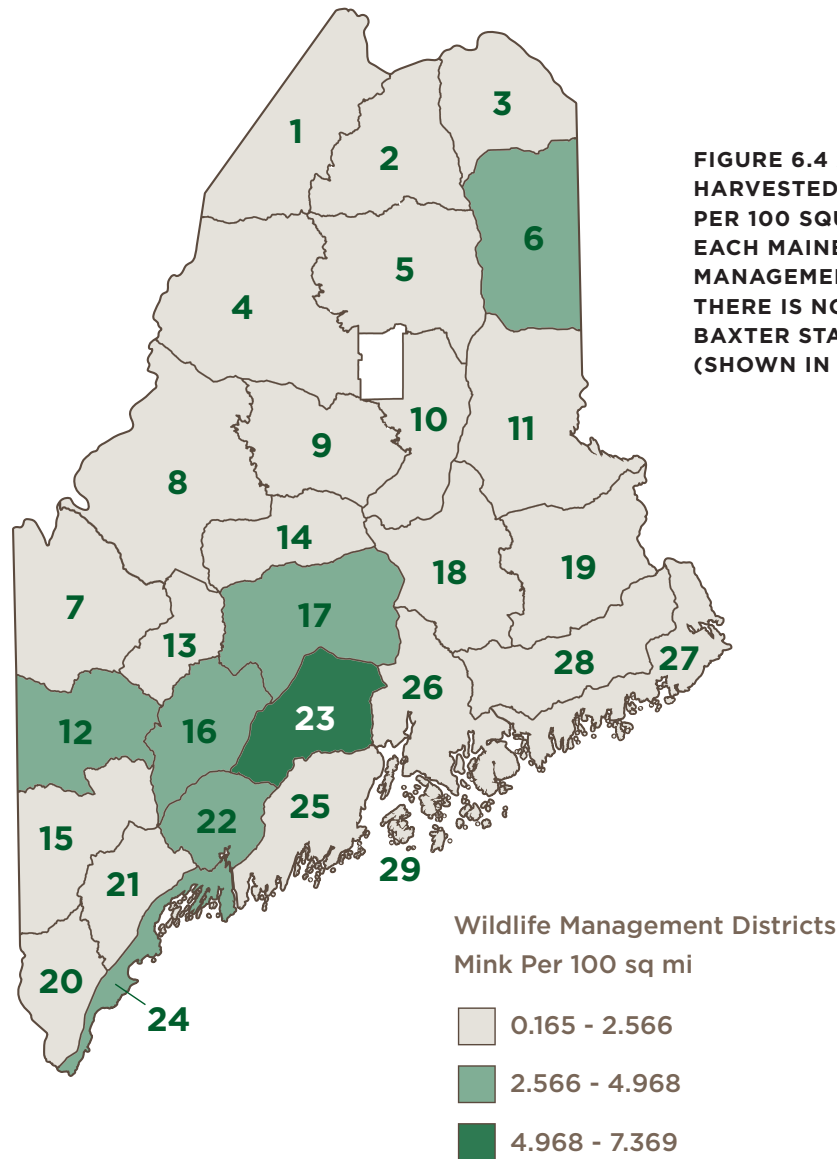 1
2
3
4
5
6
7
8
9
10
11
12
13
14
15
16
17
18
19
20
21
22
23
24
25
26
27
28
29
FIGURE 6.4
HARVESTED
PER 100 SQU
EACH MAINE
MANAGEMEN
THERE IS NO
BAXTER STA
(SHOWN IN
Wildlife Management Districts
Mink Per 100 sq mi
0.165 - 2.566
2.566 - 4.968
4.968 - 7.369